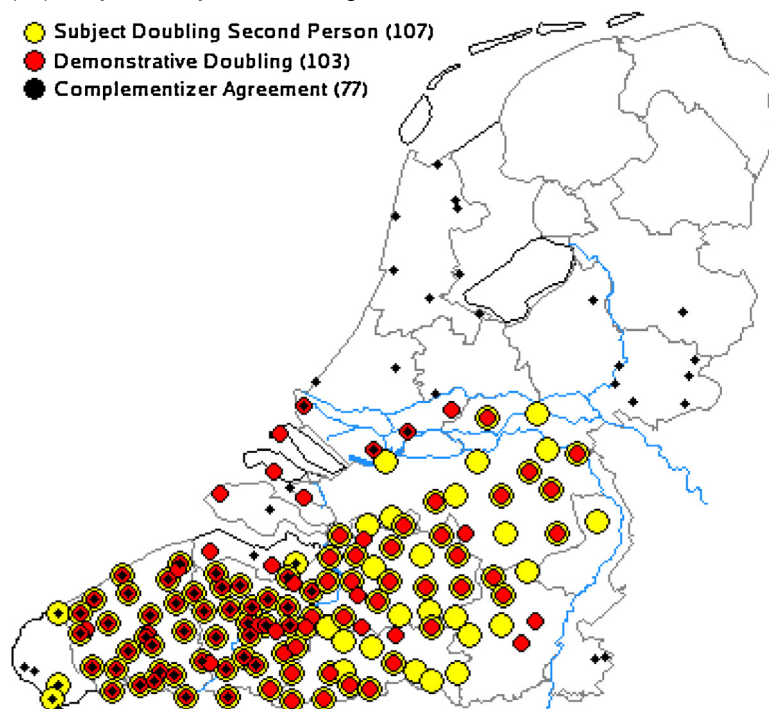 Subject Doubling Second Person (107)
Demonstrative Doubling (103)
Complementizer Agreement (77)